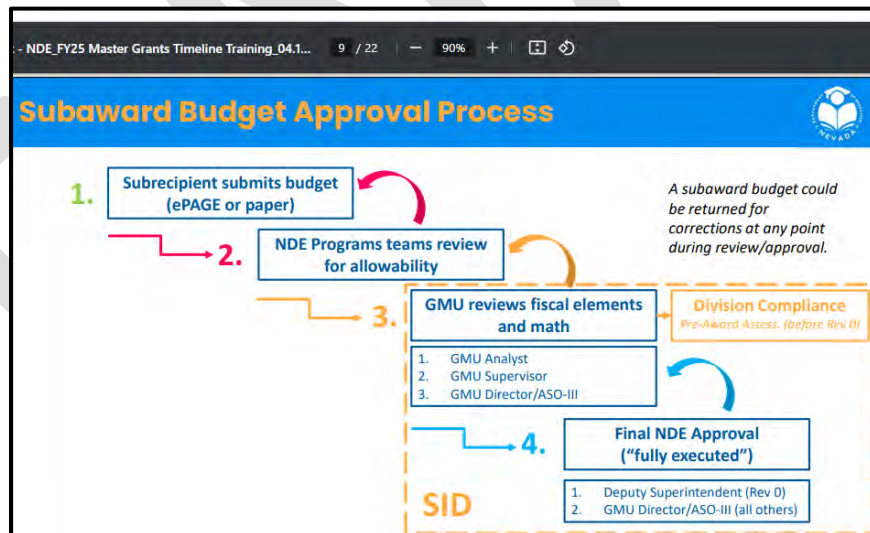 - NDE_FY25 Master Grants Timeline Training_04.1... 9 / 22 90%
Subaward Budget Approval Process
NEVADA
1.
Subrecipient submits budget
(ePAGE or paper)
A subaward budget could
be returned for
corrections at any point
during review/approval.
2.
NDE Programs teams review
for allowability
3.
GMU reviews fiscal elements
and math
Division Compliance
Pre-Award Assess. (before Rev 0)
1. GMU Analyst
2. GMU Supervisor
3. GMU Director/ASO-III
4.
Final NDE Approval
("fully executed")
SID
1. Deputy Superintendent (Rev 0)
2. GMU Director/ASO-III (all others)